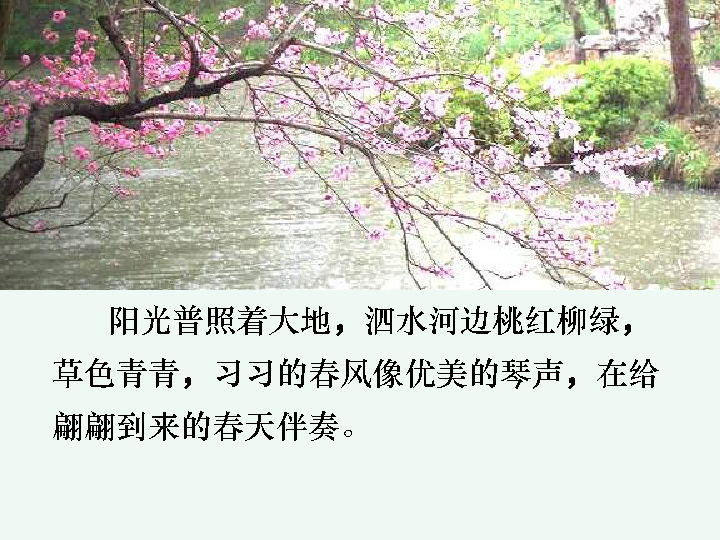 阳光普照着大地，泗水河边桃红柳绿，
草色青青，习习的春风像优美的琴声，在给
翩翩到来的春天伴奏。